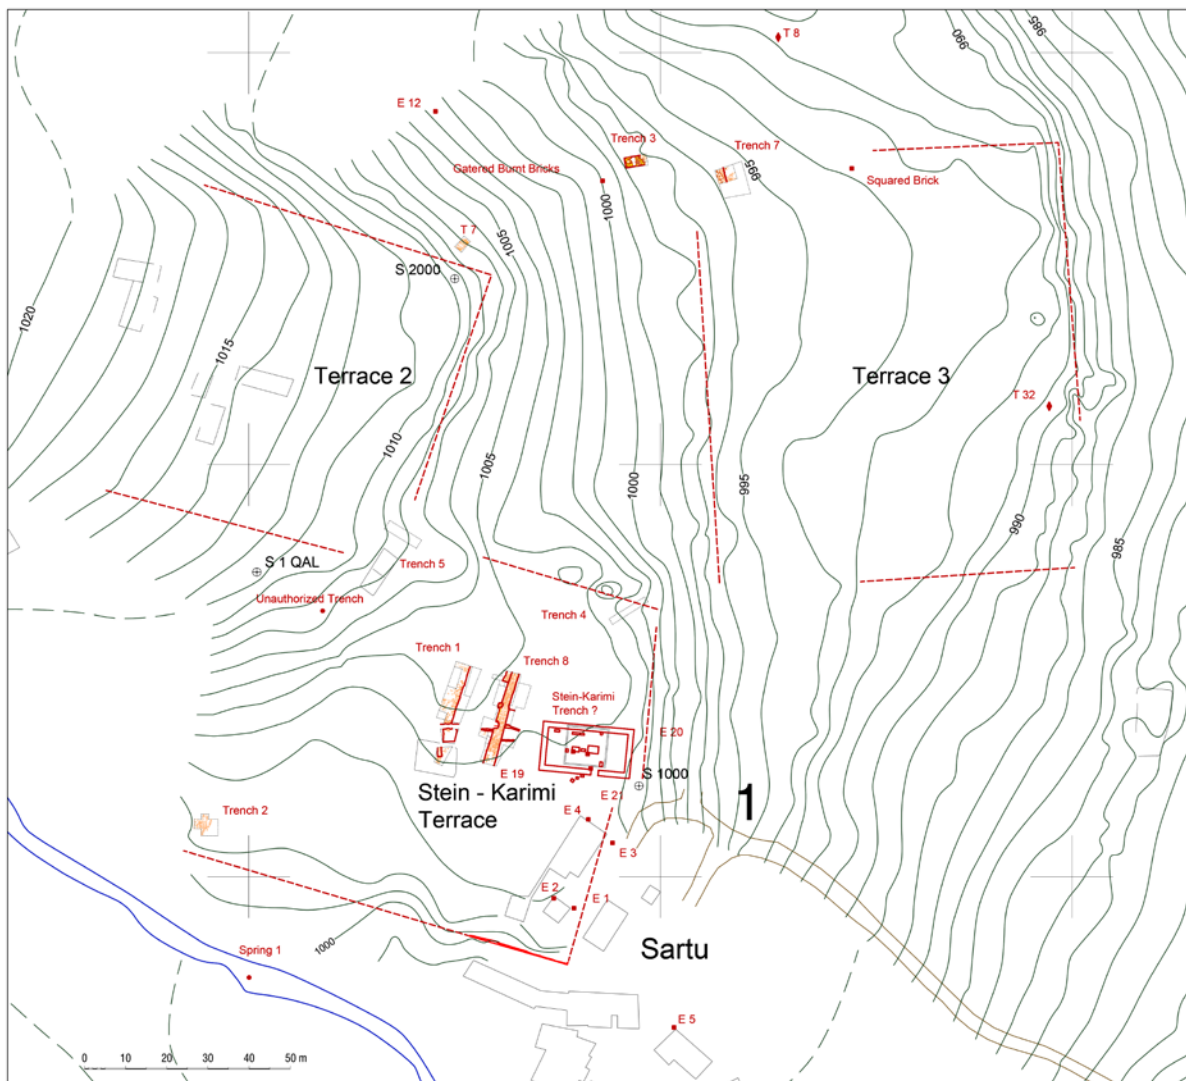 985
990
T 8
E 12
Trench 3
Trench 7
995
Gatered Burnt Bricks
Squared Brick
1000
T 7
1005
S 2000
1020
1015
Terrace 2
Terrace 3
T 32
1010
1005
1000
995
990
985
S 1 QAL
Trench 5
Unauthorized Trench
Trench 4
Trench 1
Trench 8
Stein-Karimi
Trench ?
E 20
E 19
S 1000
Stein - Karimi
Terrace
E 21
1
Trench 2
E 4
E 3
E 2
E 1
1000
Sartu
Spring 1
E 5
0 10 20 30 40 50 m